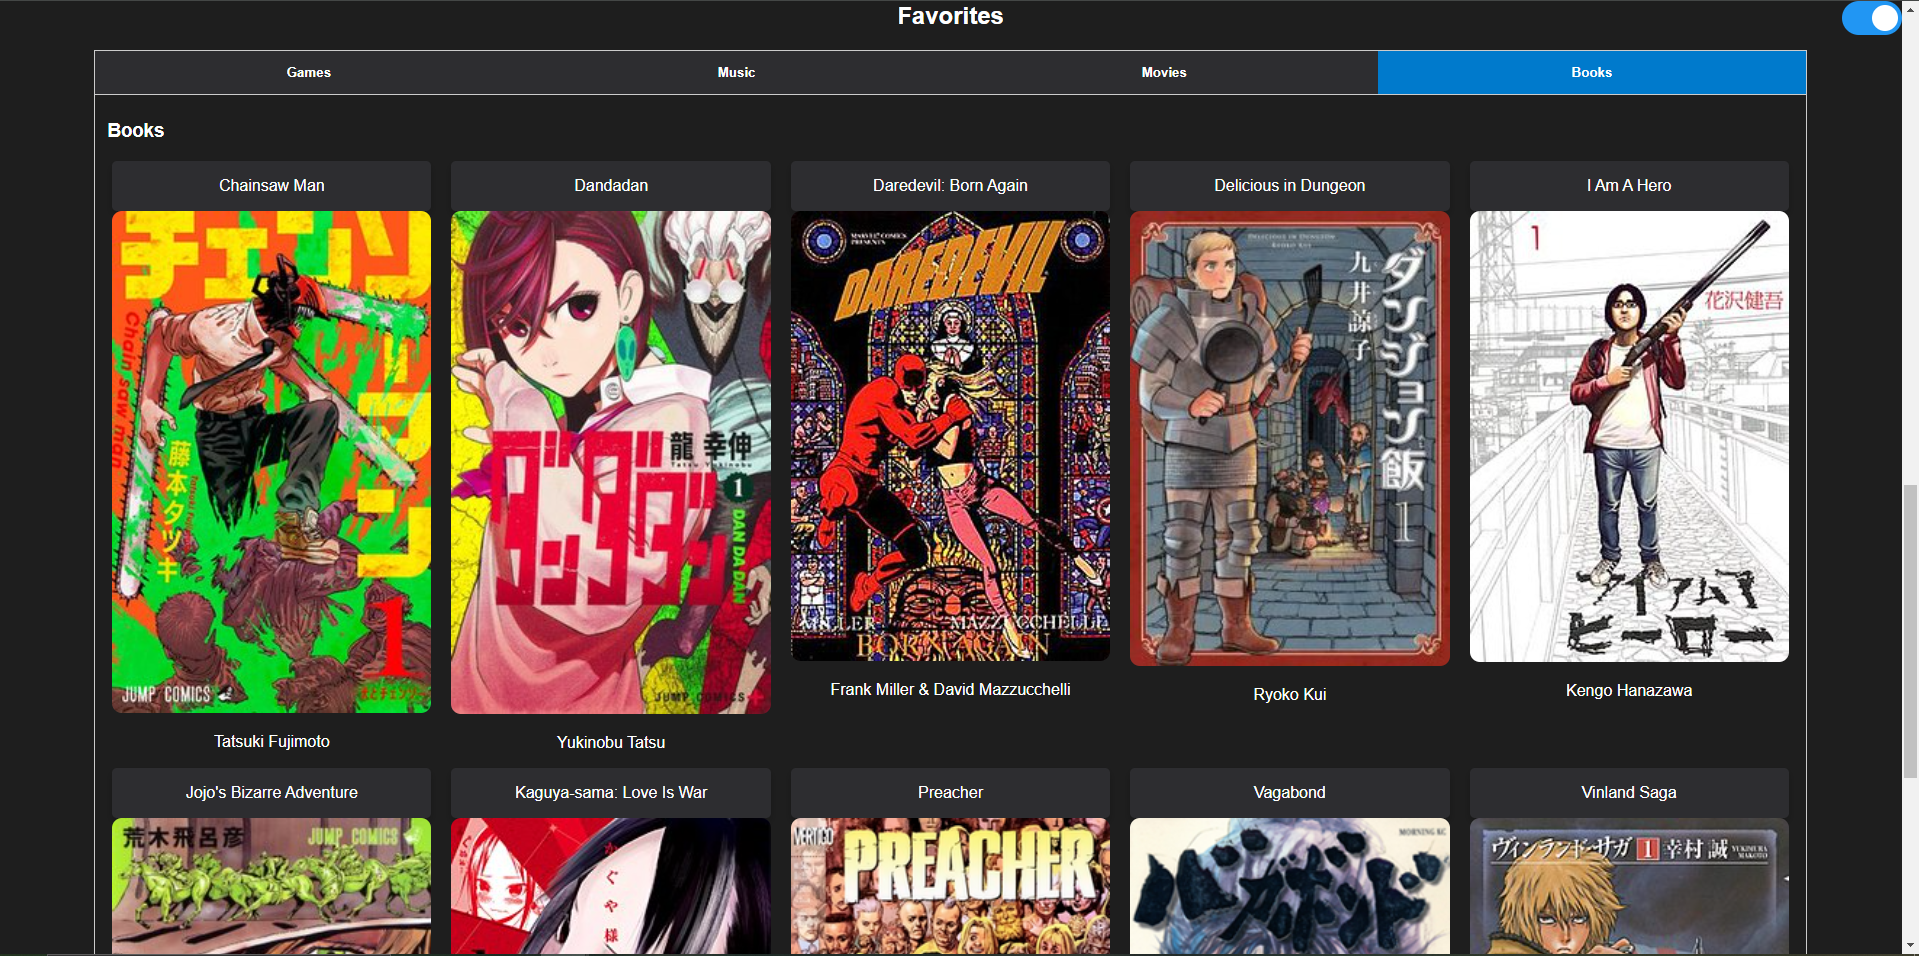 Favorites
Games
Music
Movies
Books
Books
Chainsaw Man
Dandadan
Daredevil: Born Again
Delicious in Dungeon
I Am A Hero
チェンソーマン
Chain saw man
藤本タツキ
1
JUMP COMICS
龍 幸伸
Tatsu Yukinobu
ダンダダン
1
DAN DA DAN
JUMP COMICS
MARVEL COMICS
PRESENTS
DAREDEVIL
MILLER MAZZUCCHELLI
BORN AGAIN
DELICIOUS IN DUNGEON
RYOKO KUI
ダンジョン飯
九井諒子
1
1
花沢健吾
アイアムア
ヒーロー
Tatsuki Fujimoto
Yukinobu Tatsu
Frank Miller & David Mazzucchelli
Ryoko Kui
Kengo Hanazawa
Jojo's Bizarre Adventure
Kaguya-sama: Love Is War
Preacher
Vagabond
Vinland Saga
荒木飛呂彦
JUMP COMICS
かぐや様
VERTIGO
PREACHER
MORNING KC
バガボンド
ヴィンランド・サガ 1 幸村誠
YUKIMURA
MAKOTO